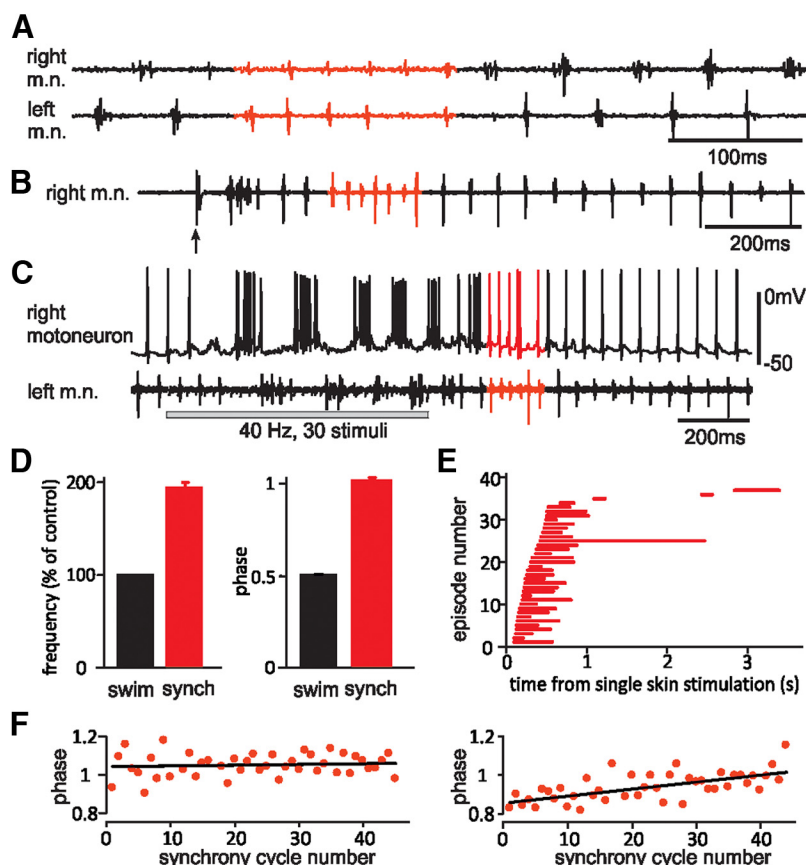 A
right
m.n.
left
m.n.
100ms
B
right m.n.
200ms
C
right
motoneuron
0mV
-50
left m.n.
40 Hz, 30 stimuli
200ms
D
frequency (% of control)
200
100
0
swim synch
phase
1
0.5
0
swim synch
E
episode number
40
30
20
10
0
0 1 2 3
time from single skin stimulation (s)
F
phase
1.2
1
0.8
0 10 20 30 40
synchrony cycle number
phase
1.2
1
0.8
0 10 20 30 40
synchrony cycle number